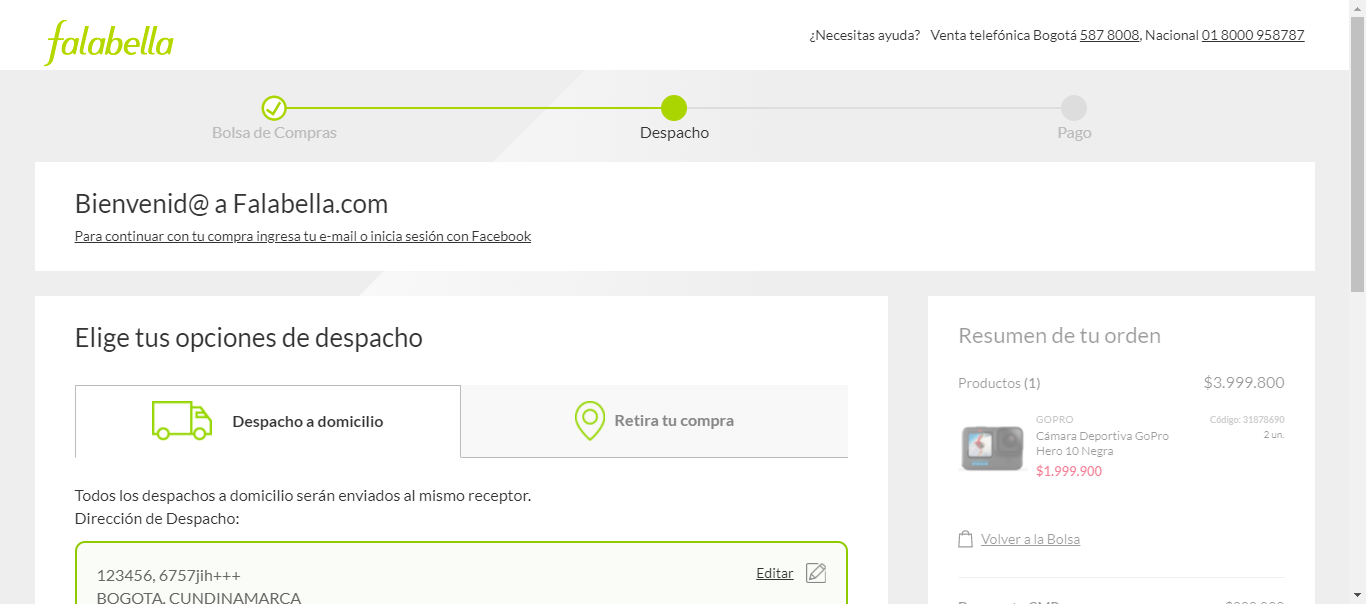 falabella
¿Necesitas ayuda? Venta telefónica Bogotá 587 8008, Nacional 01 8000 958787
Bolsa de Compras
Despacho
Pago
Bienvenid@ a Falabella.com
Para continuar con tu compra ingresa tu e-mail o inicia sesión con Facebook
Elige tus opciones de despacho
Despacho a domicilio
Retira tu compra
Todos los despachos a domicilio serán enviados al mismo receptor.
Dirección de Despacho:
123456, 6757jih+++
Editar
BOGOTA, CUNDINAMARCA
Resumen de tu orden
Productos (1) $3.999.800
GOPRO Código: 31878690
Cámara Deportiva GoPro 2 un.
Hero 10 Negra
$1.999.900
Volver a la Bolsa